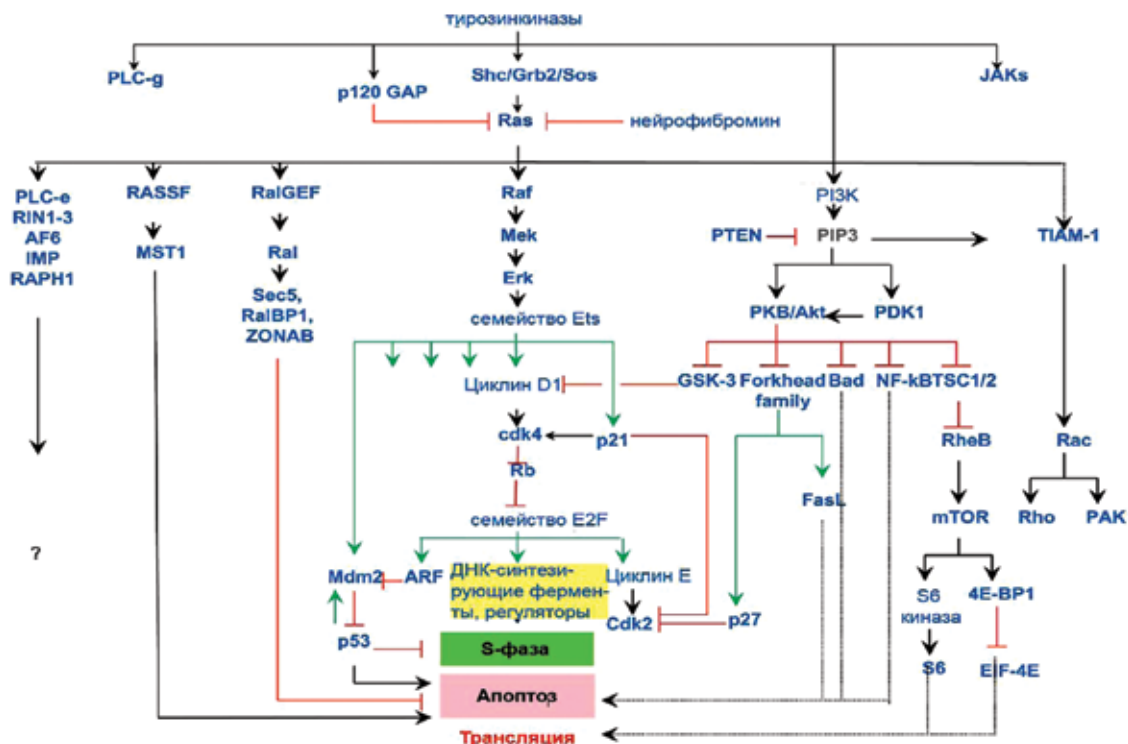 тирозинкиназы
PLC-g
p120 GAP
Shc/Grb2/Sos
JAKs
Ras
нейрофибромин
PLC-e
RIN1-3
AF6
IMP
RAPH1
RASSF
RalGEF
Raf
PI3K
MST1
Ral
Mek
PTEN
PIP3
TIAM-1
Erk
Sec5,
RalBP1,
ZONAB
семейство Ets
PKB/Akt
PDK1
Циклин D1
GSK-3
Forkhead
family
Bad
NF-kB
TSC1/2
cdk4
p21
RheB
Rac
Rb
FasL
семейство E2F
mTOR
Rho
PAK
?
Mdm2
ARF
ДНК-синтези-
рующие фермен-
ты, регуляторы
Циклин E
Cdk2
p27
S6
киназа
4E-BP1
p53
S-фаза
S6
EIF-4E
Апоптоз
Трансляция